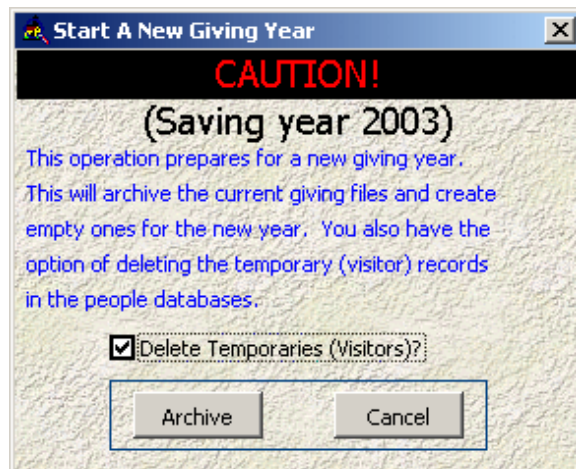 Start A New Giving Year
CAUTION!
(Saving year 2003)
This operation prepares for a new giving year.
This will archive the current giving files and create
empty ones for the new year.  You also have the
option of deleting the temporary (visitor) records
in the people databases.
Delete Temporaries (Visitors)?
Archive
Cancel